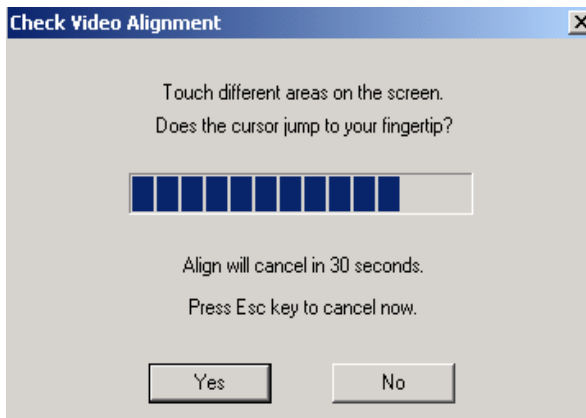 Check Video Alignment
Touch different areas on the screen.
Does the cursor jump to your fingertip?
Align will cancel in 30 seconds.
Press Esc key to cancel now.
Yes
No